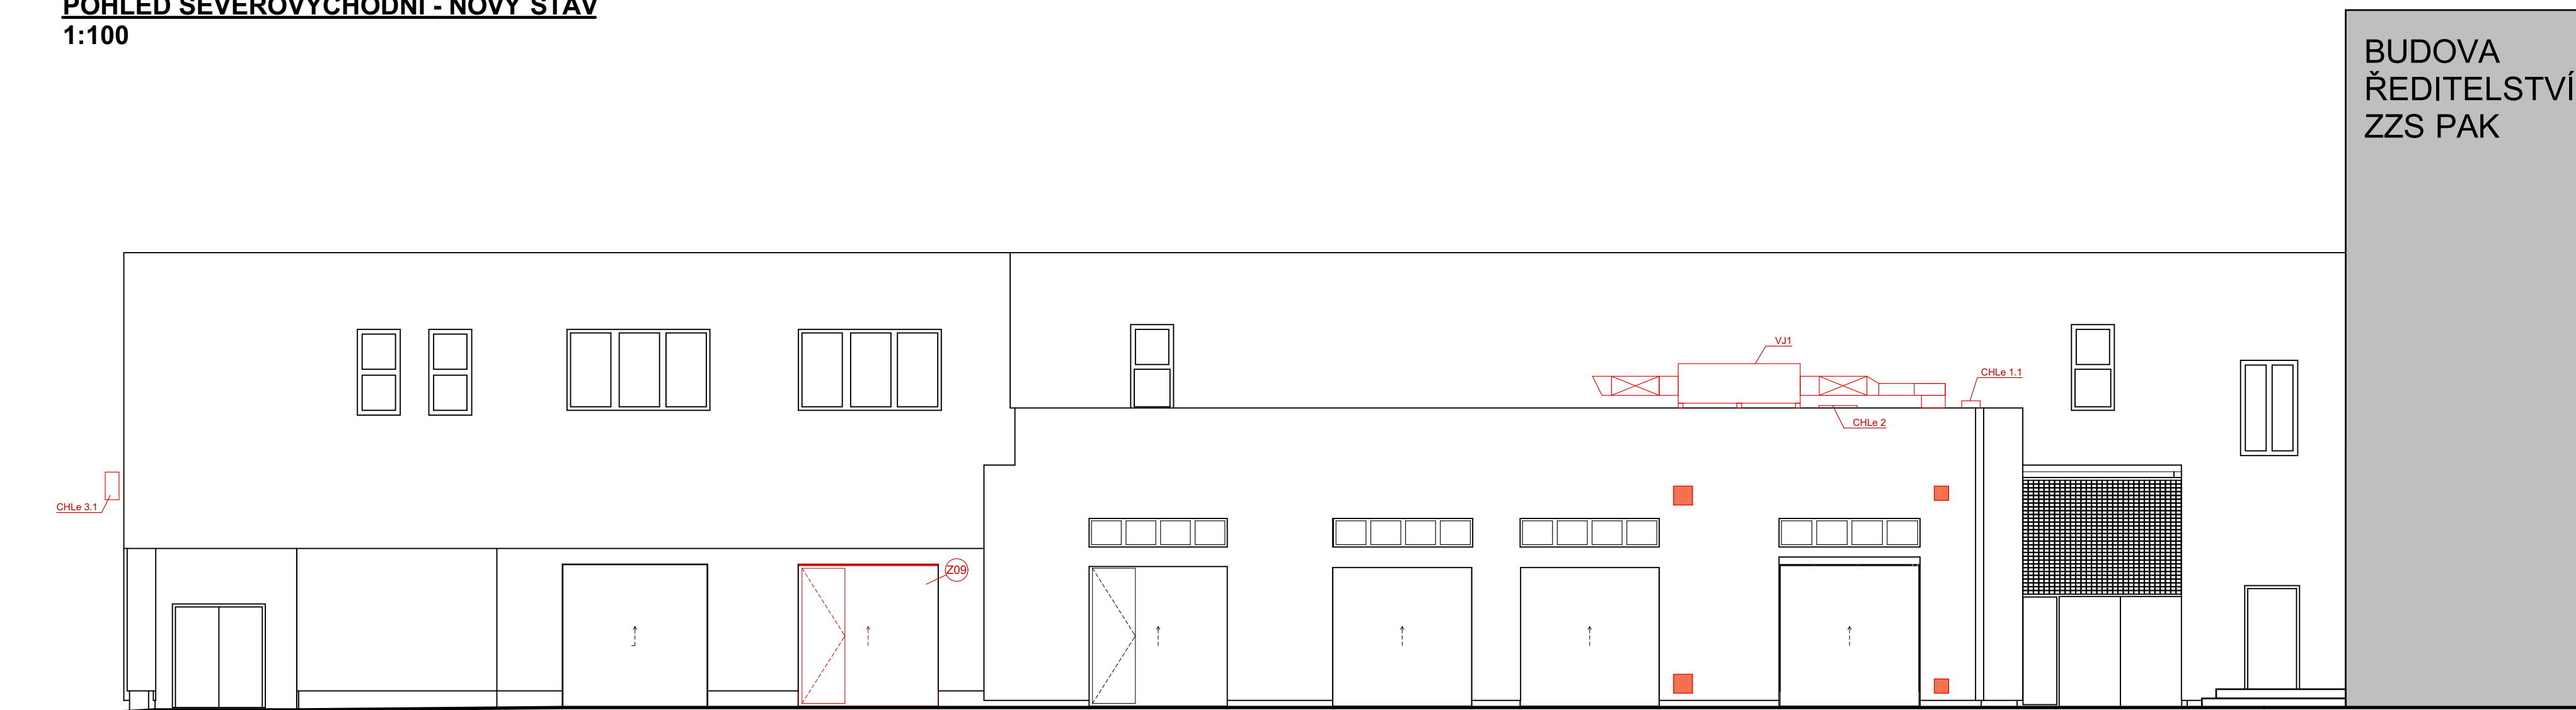 POHLED SEVEROVÝCHODNÍ - NOVÝ STAV
1:100
BUDOVA
ŘEDITELSTVÍ
ZZS PAK
VJ1
CHLe 1.1
CHLe 2
CHLe 3.1
Z09